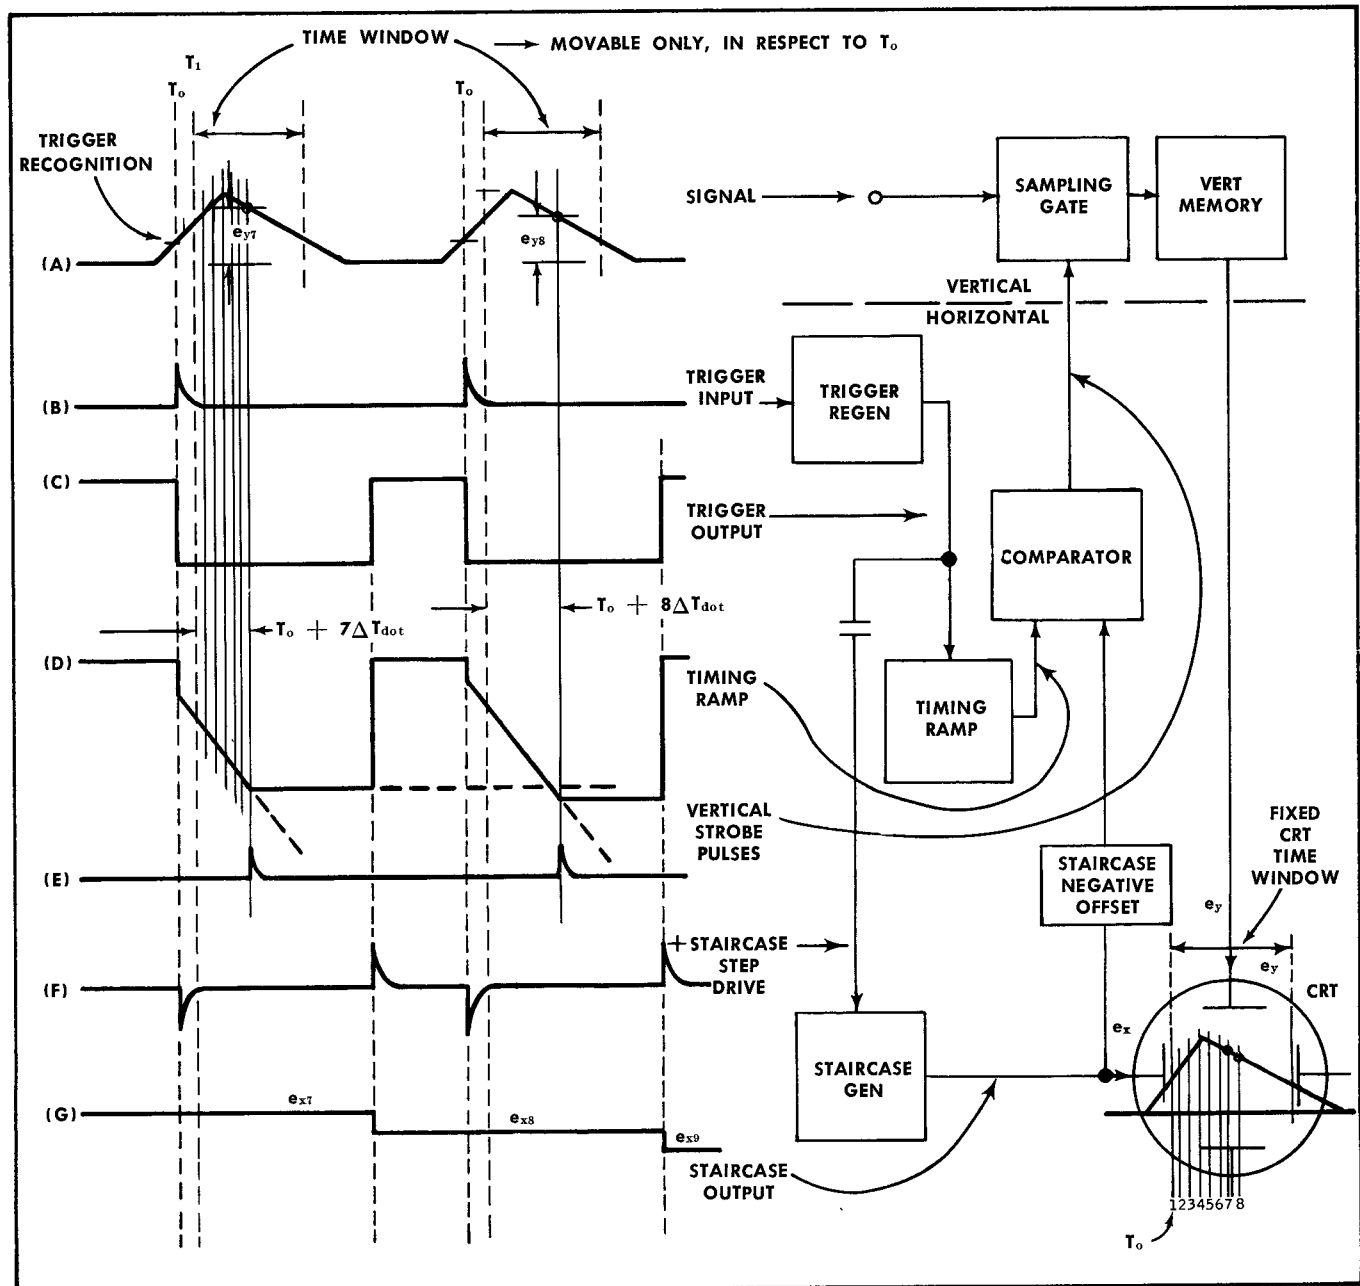 TIME WINDOW
MOVABLE ONLY, IN RESPECT TO To
T1
To
To
TRIGGER
RECOGNITION
SIGNAL
SAMPLING
GATE
VERT
MEMORY
ey7
ey8
(A)
VERTICAL
HORIZONTAL
TRIGGER
INPUT
TRIGGER
REGEN
(B)
(C)
TRIGGER
OUTPUT
COMPARATOR
To + 8ΔTdot
To + 7ΔTdot
(D)
TIMING
RAMP
TIMING
RAMP
VERTICAL
STROBE
PULSES
FIXED
CRT
TIME
WINDOW
STAIRCASE
NEGATIVE
OFFSET
(E)
ey
+ STAIRCASE
STEP
DRIVE
ey
CRT
(F)
ex
STAIRCASE
GEN
ex7
(G)
ex8
ex9
STAIRCASE
OUTPUT
12345678
To